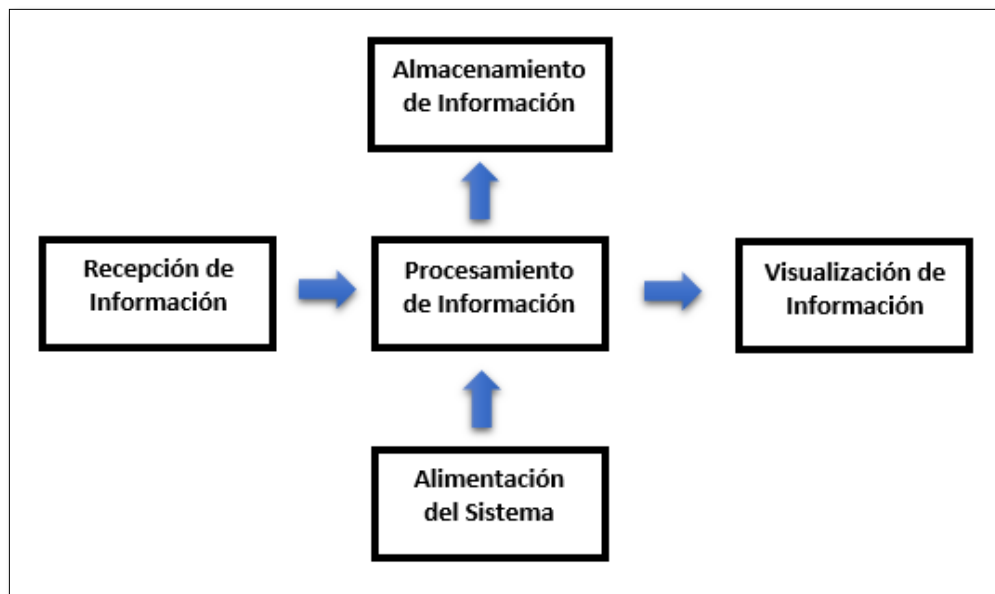 Almacenamiento
de Información
Recepción de
Información
Procesamiento
de Información
Visualización de
Información
Alimentación
del Sistema